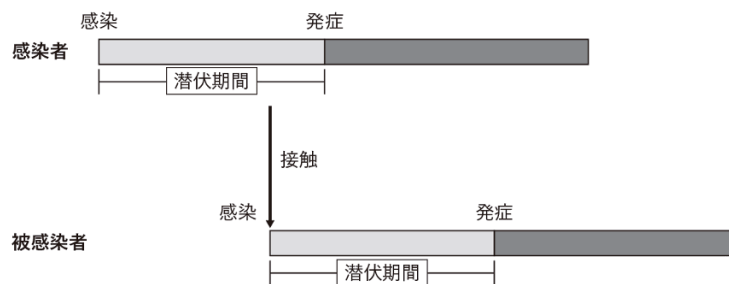 感染 発症
感染者
潜伏期間
接触
感染 発症
被感染者
潜伏期間